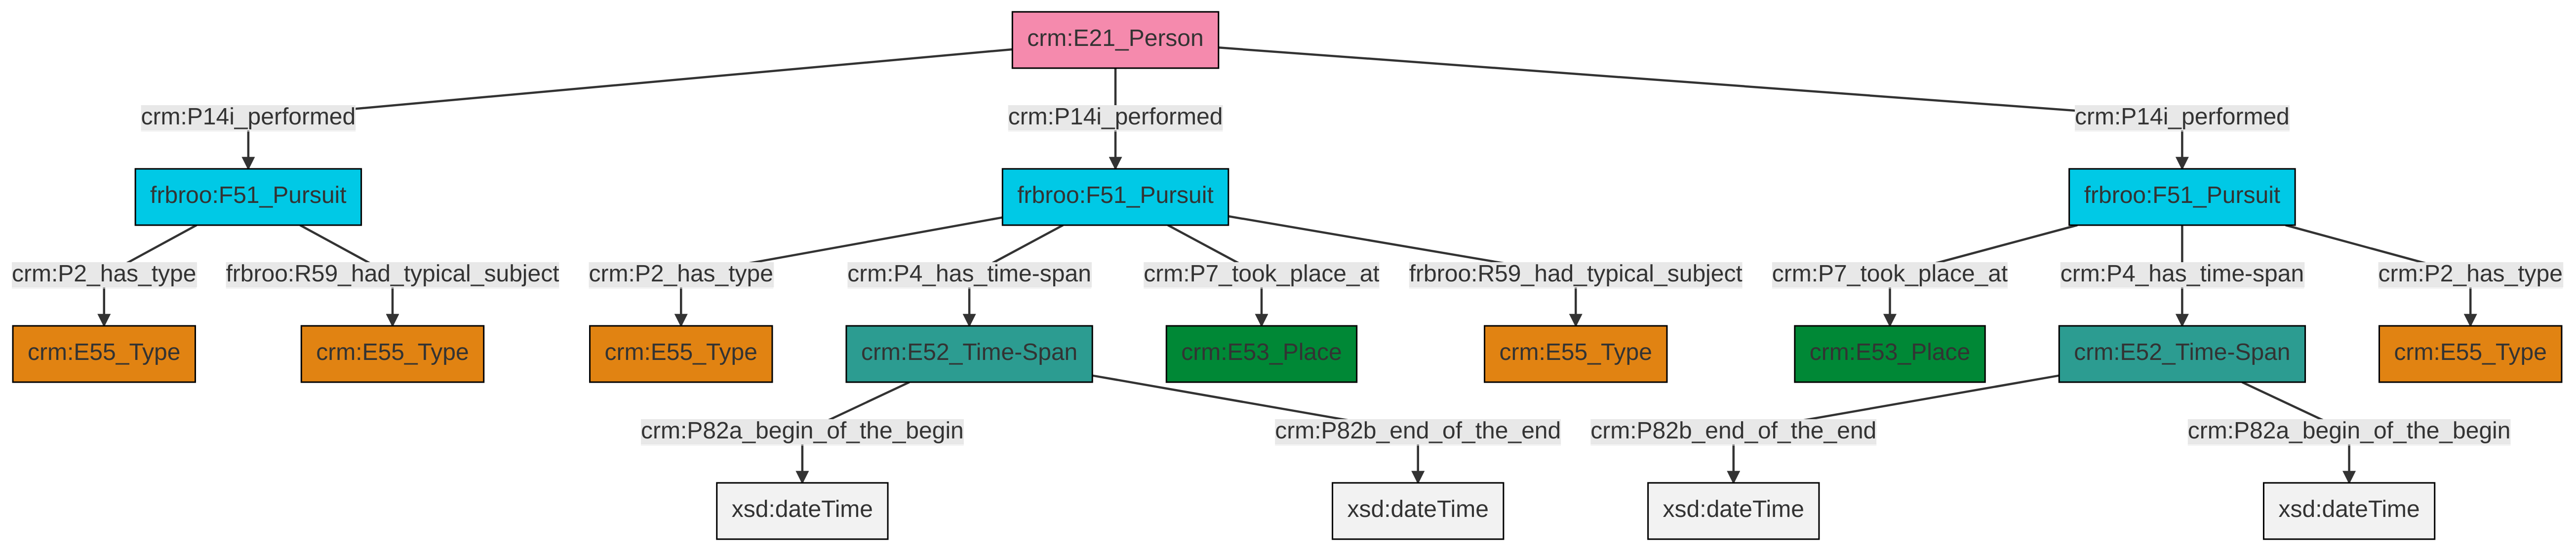 crm:E21_Person
crm:P14i_performed
crm:P14i_performed
crm:P14i_performed
frbroo:F51_Pursuit
frbroo:F51_Pursuit
frbroo:F51_Pursuit
crm:P2_has_type
frbroo:R59_had_typical_subject
crm:P2_has_type
crm:P4_has_time-span
crm:P7_took_place_at
frbroo:R59_had_typical_subject
crm:P7_took_place_at
crm:P4_has_time-span
crm:P2_has_type
crm:E55_Type
crm:E55_Type
crm:E55_Type
crm:E52_Time-Span
crm:E53_Place
crm:E55_Type
crm:E53_Place
crm:E52_Time-Span
crm:E55_Type
crm:P82a_begin_of_the_begin
crm:P82b_end_of_the_end
crm:P82b_end_of_the_end
crm:P82a_begin_of_the_begin
xsd:dateTime
xsd:dateTime
xsd:dateTime
xsd:dateTime